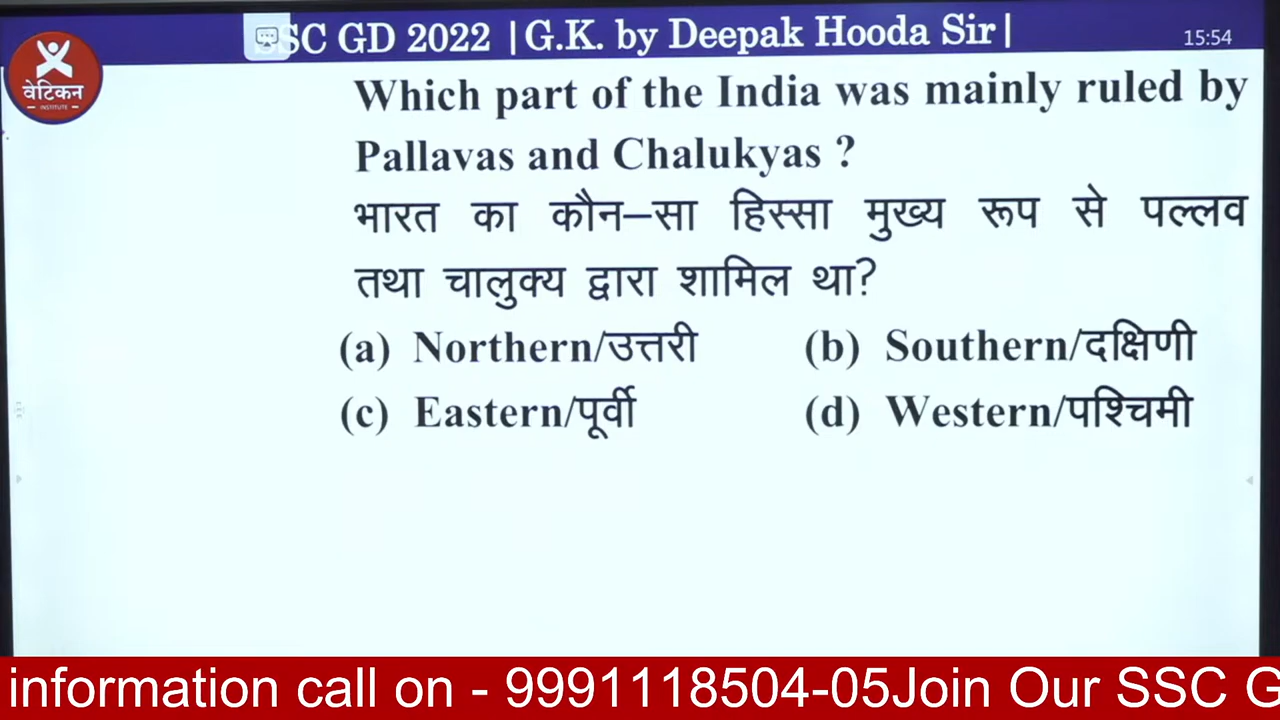 SSC GD 2022 |G.K. by Deepak Hooda Sir|
15:54
वेटिकन
INSTITUTE
Which part of the India was mainly ruled by
Pallavas and Chalukyas ?
भारत का कौन–सा हिस्सा मुख्य रूप से पल्लव
तथा चालुक्य द्वारा शामिल था?
(a) Northern/उत्तरी (b) Southern/दक्षिणी
(c) Eastern/पूर्वी (d) Western/पश्चिमी
information call on - 9991118504-05Join Our SSC G